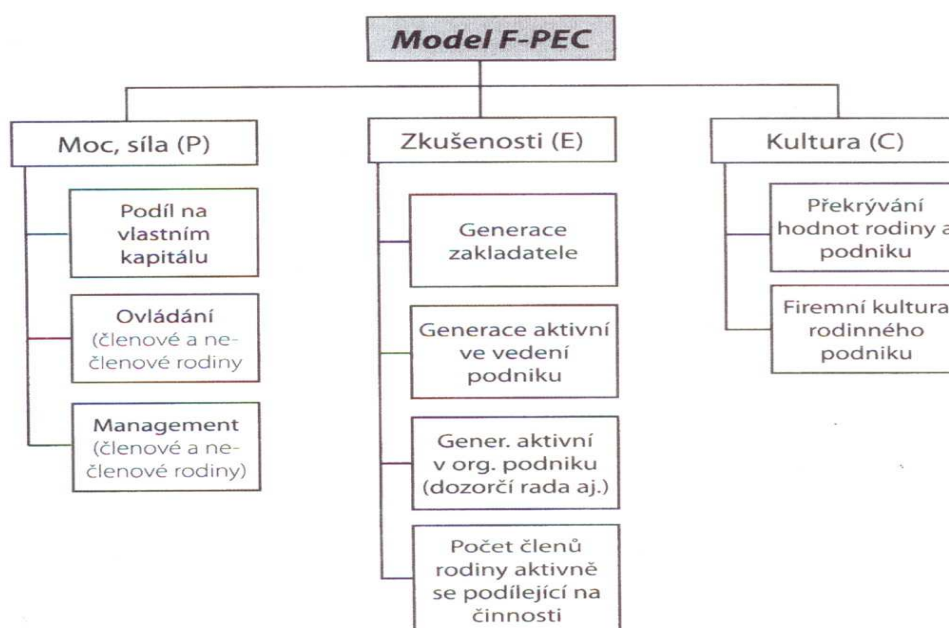 Model F-PEC
Moc, síla (P)
Podíl na
vlastním
kapitálu
Ovládání
(členové a ne-
členové rodiny
Management
(členové a ne-
členové rodiny)
Zkušenosti (E)
Generace
zakladatele
Generace aktivní
ve vedení
podniku
Gener. aktivní
v org. podniku
(dozorčí rada aj.)
Počet členů
rodiny aktivně
se podílející na
činnosti
Kultura (C)
Překrývání
hodnot rodiny a
podniku
Firemní kultura
rodinného
podniku